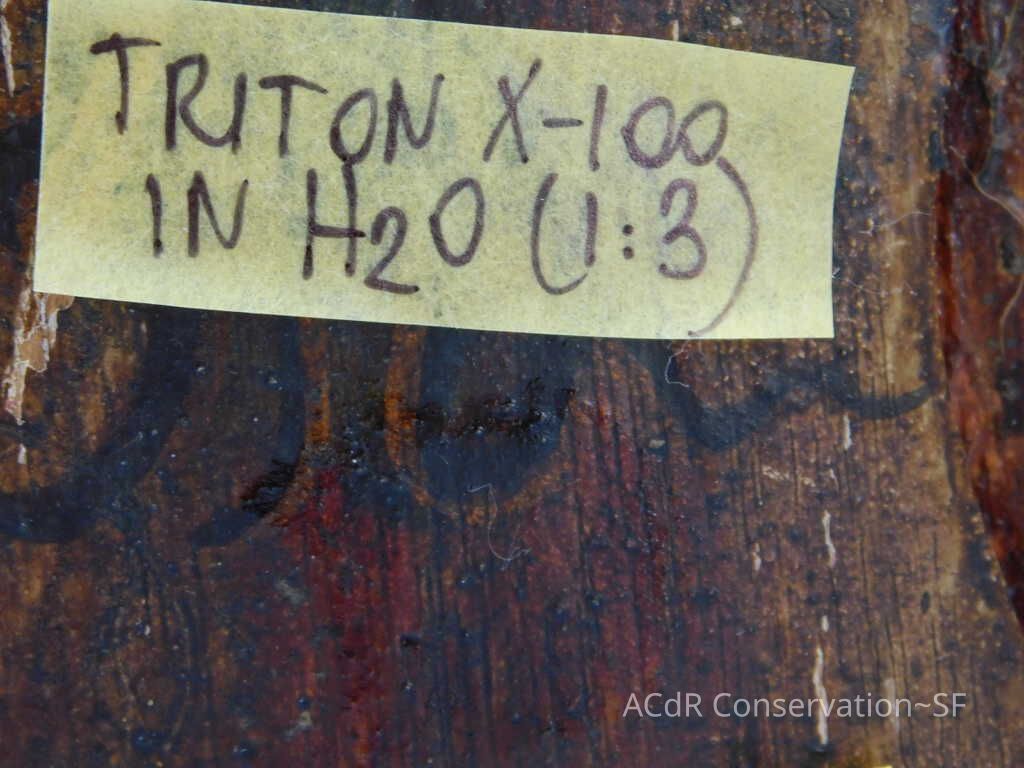 TRITON X-100
IN H2O (1:3)
ACdR Conservation~SF